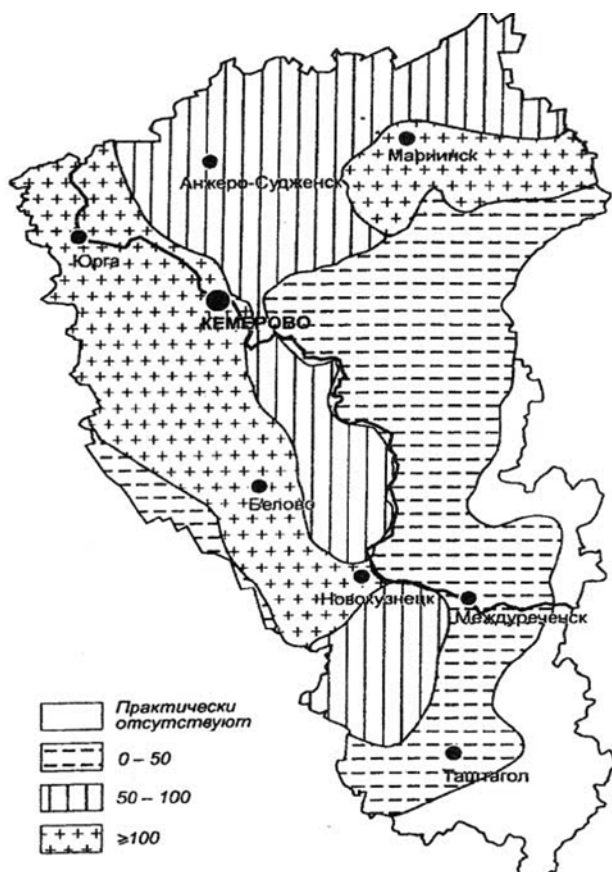 Мариинск
Анжеро-Судженск
Юрга
КЕМЕРОВО
Белово
Новокузнецк
Междуреченск
Таштагол
Практически
отсутствуют
0 – 50
50 – 100
≥100